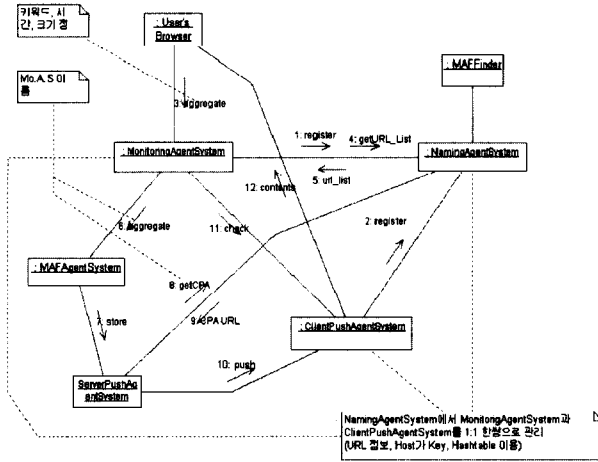 키워드, 시
간, 크기 정
: User's
Browser
: MAFFinder
Mo.A.S 이
름
3: aggregate
1: register
4: getURL_List
: MonitoringAgentSystem
: NamingAgentSystem
12: contents
5: url_list
2: register
6: aggregate
11: check
: MAFAgentSystem
8: getCPA
7: store
9: CPA URL
: ClientPushAgentSystem
10: push
ServerPushAg
entSystem
NamingAgentSystem에서 MonitongAgentSystem과
ClientPushAgentSystem를 1:1 한쌍으로 관리
(URL 정보, Host가 Key, Hashtable 이용)